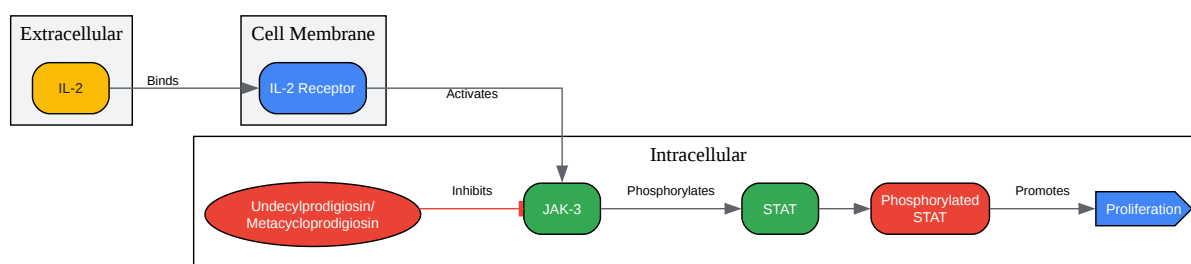 Extracellular
Cell Membrane
IL-2
Binds
IL-2 Receptor
Activates
Intracellular
Undecylprodigiosin/
Metacycloprodigiosin
Inhibits
JAK-3
Phosphorylates
STAT
Phosphorylated
STAT
Promotes
Proliferation